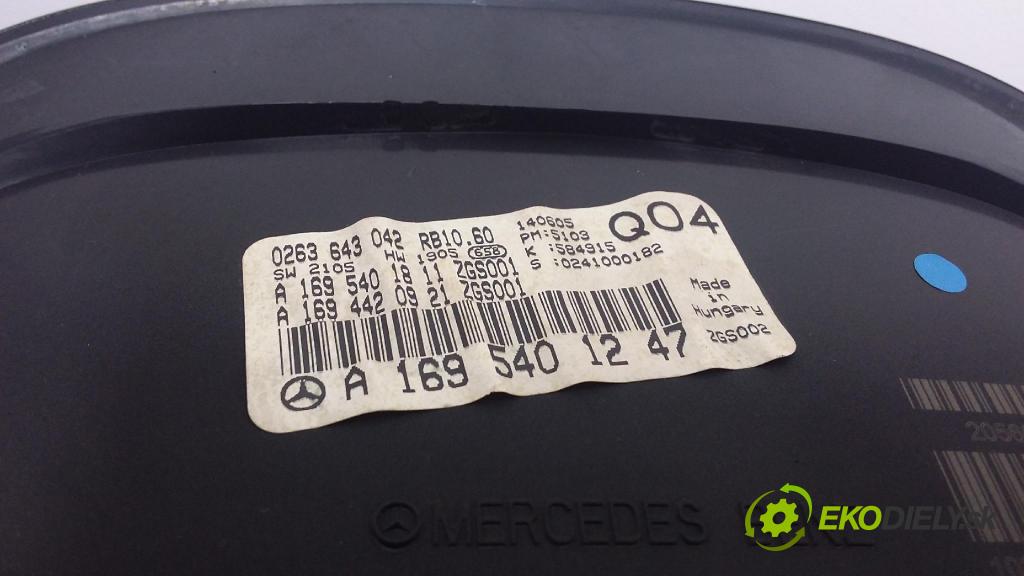 0263 643 042 RB10.60
SW 2105 HW 1905 GSB
A 169 540 18 11 ZGS001
A 169 442 09 21 ZGS001
140605
PM:5103
K :584915
S :0241000182
Q04
Made
in
Hungary
ZGS002
A 169 540 12 47
MERCEDES
EKODIELY.sk